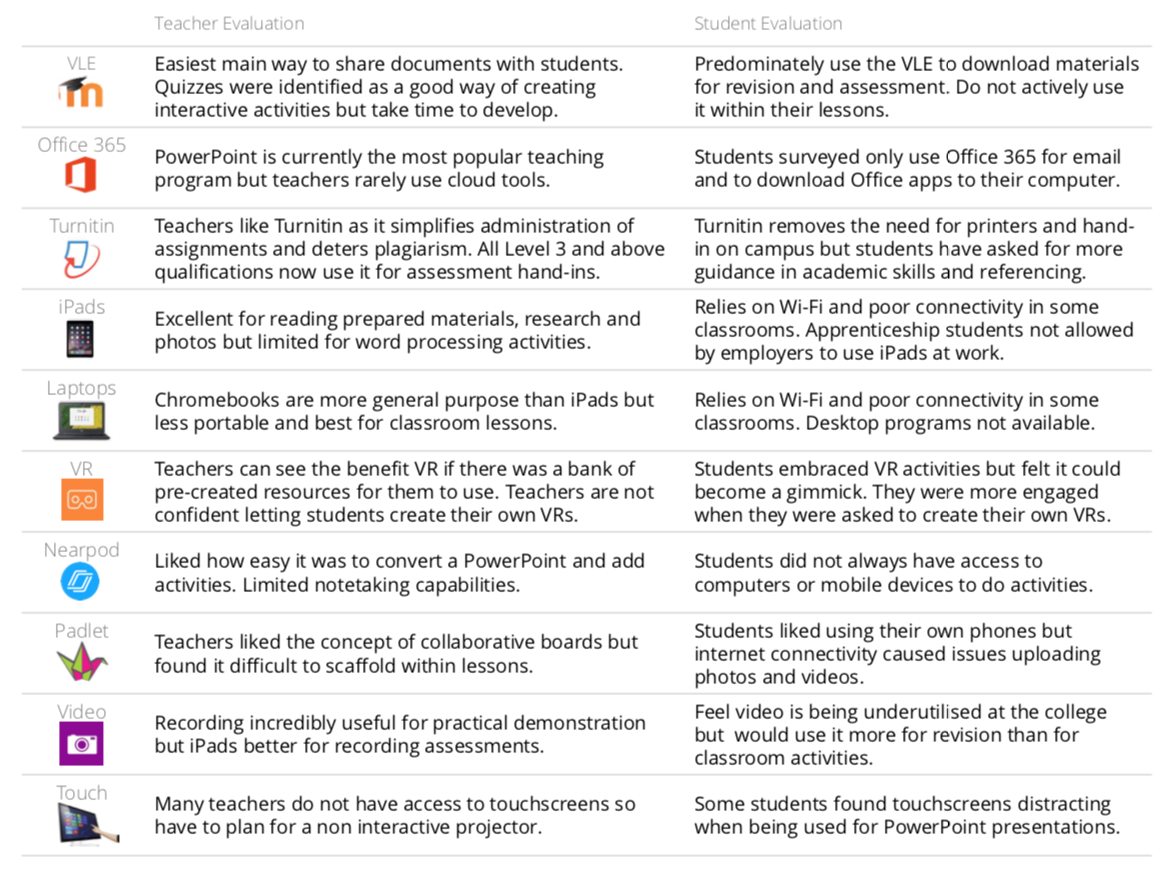 Teacher Evaluation
Student Evaluation
VLE
Easiest main way to share documents with students.
Quizzes were identified as a good way of creating
interactive activities but take time to develop.
Predominately use the VLE to download materials
for revision and assessment. Do not actively use
it within their lessons.
Office 365
PowerPoint is currently the most popular teaching
program but teachers rarely use cloud tools.
Students surveyed only use Office 365 for email
and to download Office apps to their computer.
Turnitin
Teachers like Turnitin as it simplifies administration of
assignments and deters plagiarism. All Level 3 and above
qualifications now use it for assessment hand-ins.
Turnitin removes the need for printers and hand-
in on campus but students have asked for more
guidance in academic skills and referencing.
iPads
Excellent for reading prepared materials, research and
photos but limited for word processing activities.
Relies on Wi-Fi and poor connectivity in some
classrooms. Apprenticeship students not allowed
by employers to use iPads at work.
Laptops
Chromebooks are more general purpose than iPads but
less portable and best for classroom lessons.
Relies on Wi-Fi and poor connectivity in some
classrooms. Desktop programs not available.
VR
Teachers can see the benefit VR if there was a bank of
pre-created resources for them to use. Teachers are not
confident letting students create their own VRs.
Students embraced VR activities but felt it could
become a gimmick. They were more engaged
when they were asked to create their own VRs.
Nearpod
Liked how easy it was to convert a PowerPoint and add
activities. Limited notetaking capabilities.
Students did not always have access to
computers or mobile devices to do activities.
Padlet
Teachers liked the concept of collaborative boards but
found it difficult to scaffold within lessons.
Students liked using their own phones but
internet connectivity caused issues uploading
photos and videos.
Video
Recording incredibly useful for practical demonstration
but iPads better for recording assessments.
Feel video is being underutilised at the college
but would use it more for revision than for
classroom activities.
Touch
Many teachers do not have access to touchscreens so
have to plan for a non interactive projector.
Some students found touchscreens distracting
when being used for PowerPoint presentations.